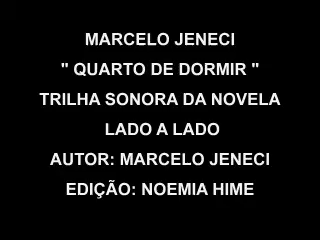 MARCELO JENECI
" QUARTO DE DORMIR "
TRILHA SONORA DA NOVELA
LADO A LADO
AUTOR: MARCELO JENECI
EDIÇÃO: NOEMIA HIME